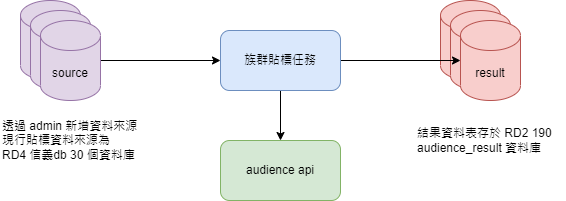 source
族群貼標任務
result
透過 admin 新增資料來源
現行貼標資料來源為
RD4 信義db 30 個資料庫
結果資料表存於 RD2 190
audience_result 資料庫
audience api